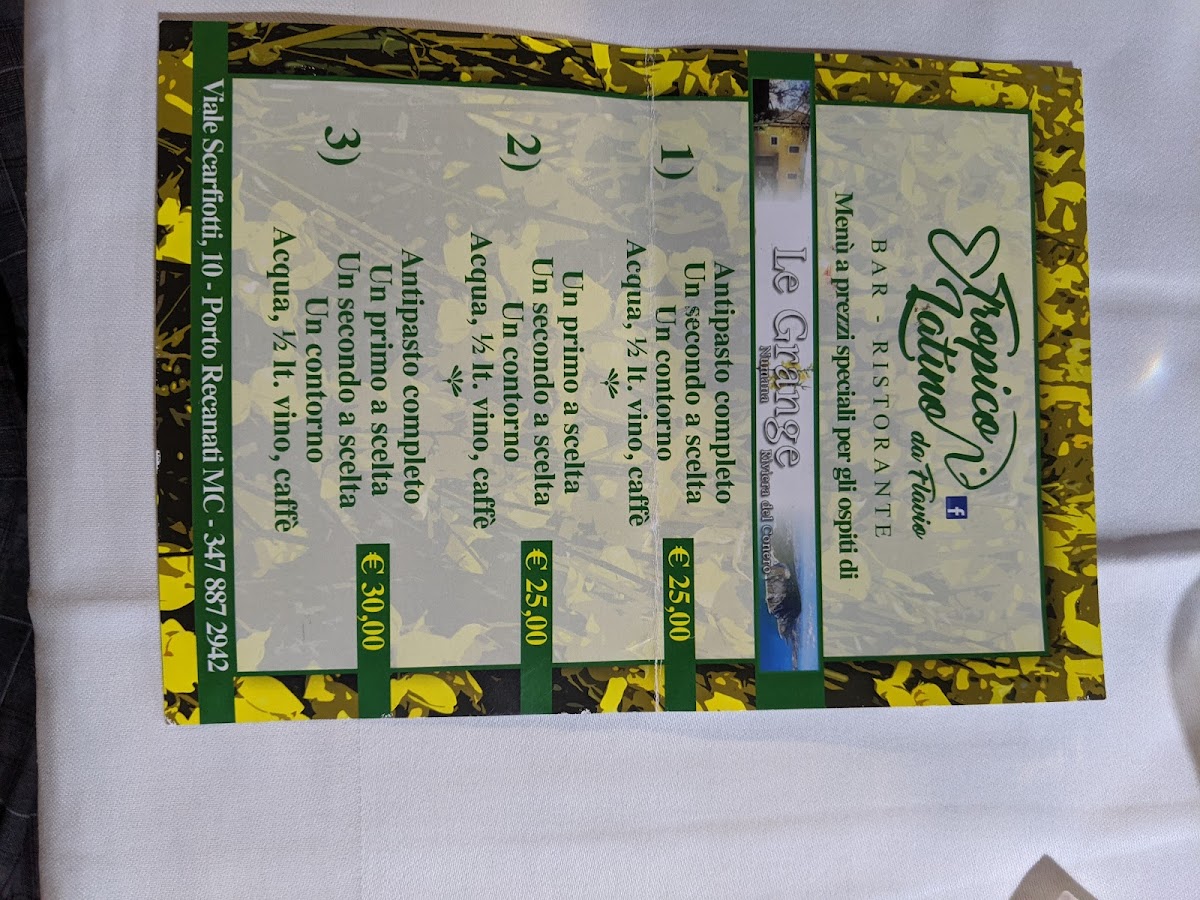 Tropico
Latino da Flavio
f
BAR - RISTORANTE
Menù a prezzi speciali per gli ospiti di
Le Grange
Numana Riviera del Conero
1)
Antipasto completo
Un secondo a scelta
Un contorno
Acqua, ½ lt. vino, caffè
€ 25,00
2)
Un primo a scelta
Un secondo a scelta
Un contorno
Acqua, ½ lt. vino, caffè
€ 25,00
3)
Antipasto completo
Un primo a scelta
Un secondo a scelta
Un contorno
Acqua, ½ lt. vino, caffè
€ 30,00
Viale Scarfiotti, 10 - Porto Recanati MC - 347 887 2942